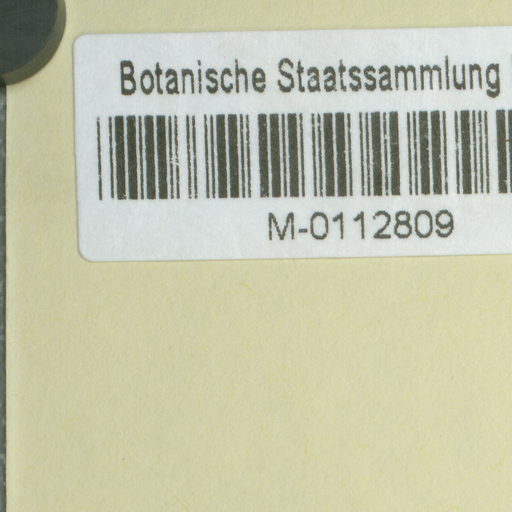 Botanische Staatssammlung
M-0112809